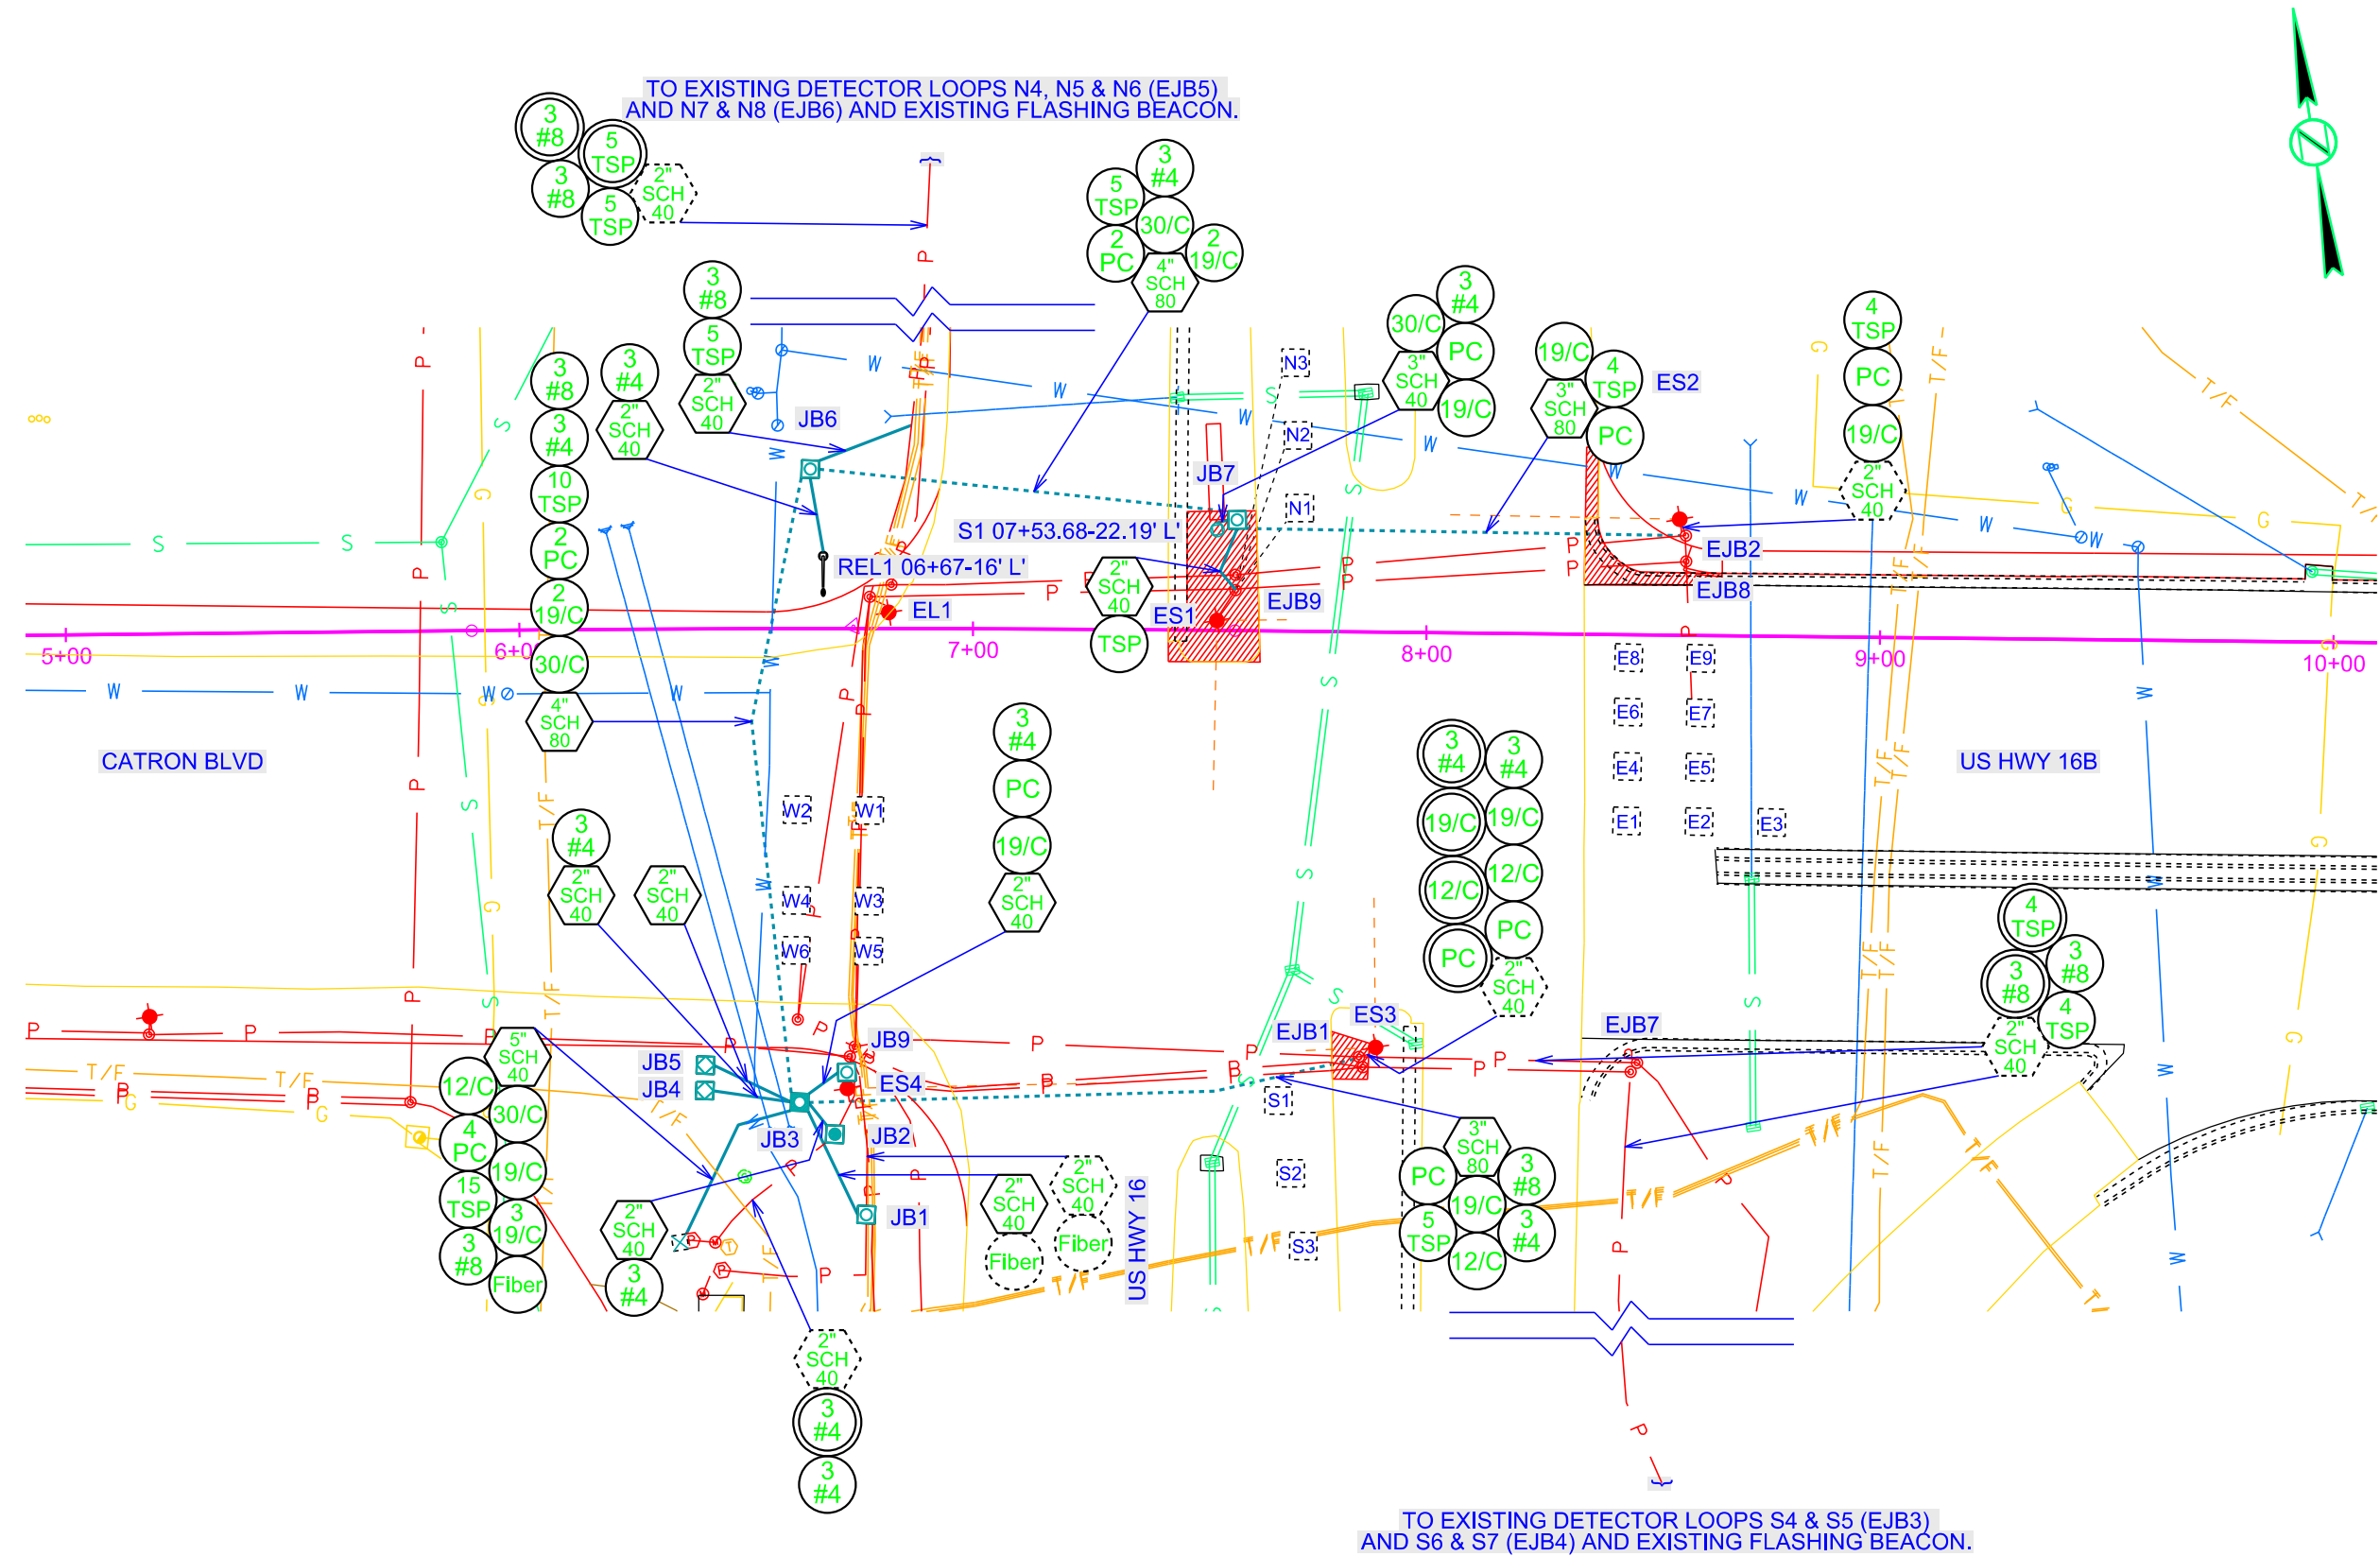 TO EXISTING DETECTOR LOOPS N4, N5 & N6 (EJB5)
AND N7 & N8 (EJB6) AND EXISTING FLASHING BEACON.
3
#8
5
TSP
3
#8
5
TSP
2"
SCH
40
3
#4
5
TSP
30/C
2
PC
2
19/C
4"
SCH
80
3
#8
5
TSP
2"
SCH
40
3
#4
2"
SCH
40
3
#8
3
#4
10
TSP
2
PC
2
19/C
30/C
4"
SCH
80
30/C
3
#4
PC
19/C
3"
SCH
40
19/C
4
TSP
PC
3"
SCH
80
ES2
4
TSP
PC
19/C
2"
SCH
40
N3
N2
N1
JB6
JB7
S1 07+53.68-22.19' L'
REL1 06+67-16' L'
EL1
2"
SCH
40
TSP
ES1
EJB9
EJB2
EJB8
5+00
6+00
7+00
8+00
9+00
10+00
CATRON BLVD
US HWY 16B
E8
E9
E6
E7
E4
E5
E1
E2
E3
W2
W1
W4
W3
W6
W5
3
#4
2"
SCH
40
2"
SCH
40
3
#4
PC
19/C
2"
SCH
40
3
#4
19/C
12/C
PC
3
#4
19/C
12/C
PC
2"
SCH
40
4
TSP
3
#8
3
#8
4
TSP
2"
SCH
40
JB9
JB5
JB4
ES4
JB3
JB2
JB1
EJB1
ES3
EJB7
S1
S2
S3
5"
SCH
40
12/C
30/C
4
PC
19/C
15
TSP
3
19/C
3
#8
Fiber
2"
SCH
40
3
#4
2"
SCH
40
Fiber
2"
SCH
40
Fiber
US HWY 16
3"
SCH
80
PC
3
#8
19/C
5
TSP
3
#4
12/C
2"
SCH
40
3
#4
3
#4
TO EXISTING DETECTOR LOOPS S4 & S5 (EJB3)
AND S6 & S7 (EJB4) AND EXISTING FLASHING BEACON.